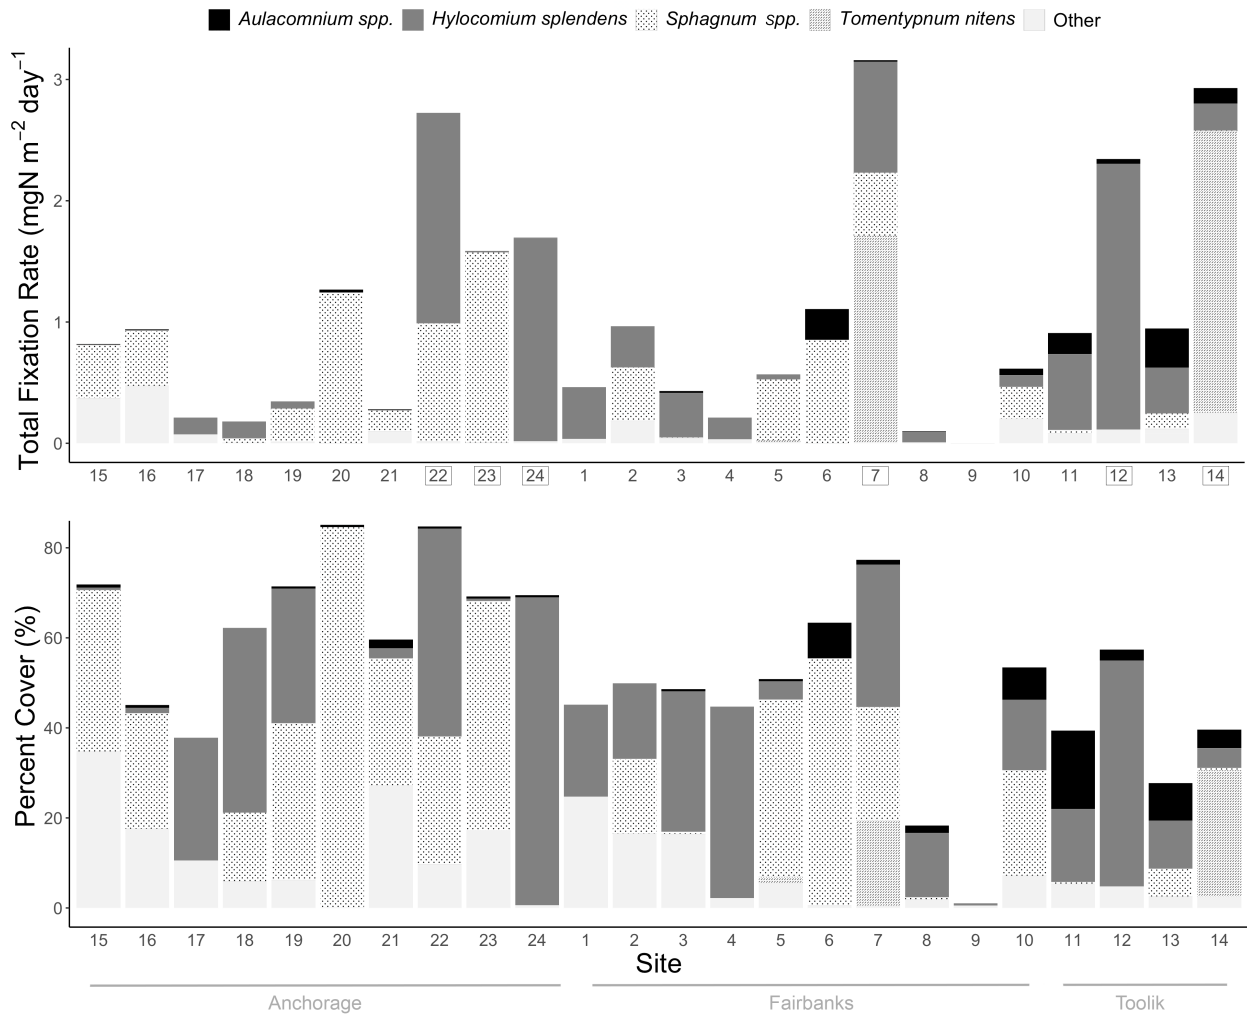 Aulacomnium spp. Hylocomium splendens Sphagnum spp. Tomentypnum nitens Other
Total Fixation Rate (mgN m−2 day−1
3
2
1
0
15 16 17 18 19 20 21 22 23 24 1 2 3 4 5 6 7 8 9 10 11 12 13 14
Percent Cover (%)
80
60
40
20
0
15 16 17 18 19 20 21 22 23 24 1 2 3 4 5 6 7 8 9 10 11 12 13 14
Site
Anchorage Fairbanks Toolik